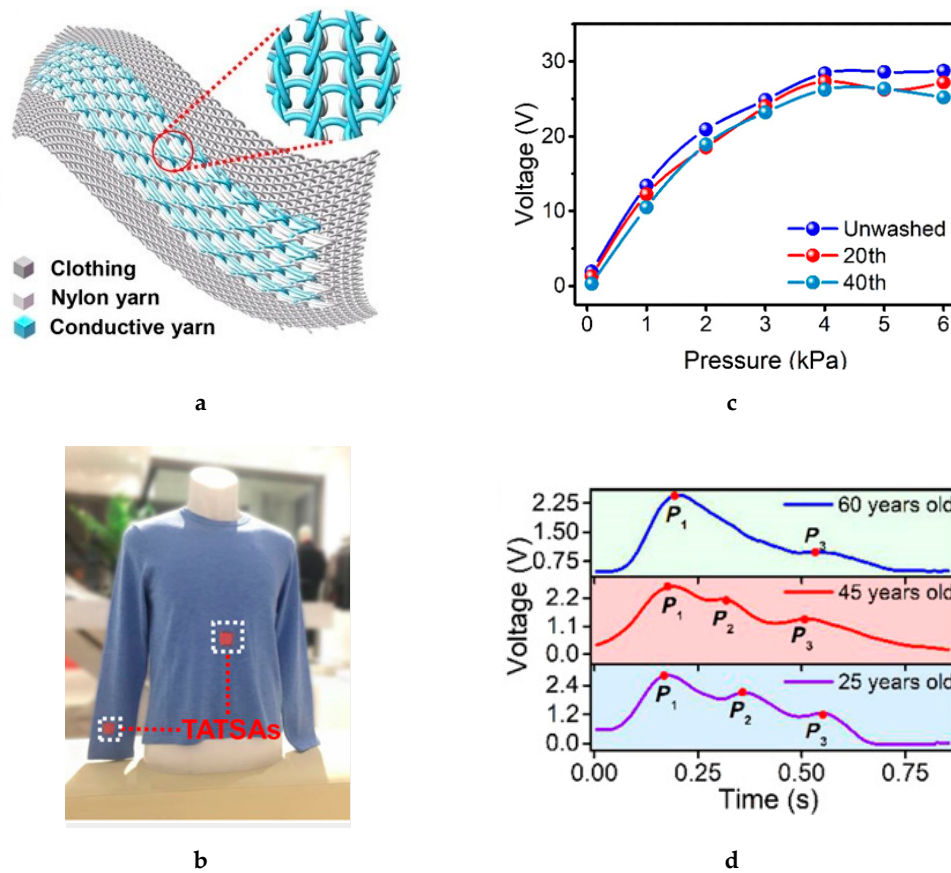 Clothing
Nylon yarn
Conductive yarn
a
Voltage (V)
30
20
10
0
Unwashed
20th
40th
0 1 2 3 4 5 6
Pressure (kPa)
c
TATSAs
b
Voltage (V)
2.25
1.50
0.75
P1
P3
60 years old
2.2
1.1
0.0
P1
P2
P3
45 years old
2.4
1.2
0.0
P1
P2
P3
25 years old
0.00 0.25 0.50 0.75
Time (s)
d